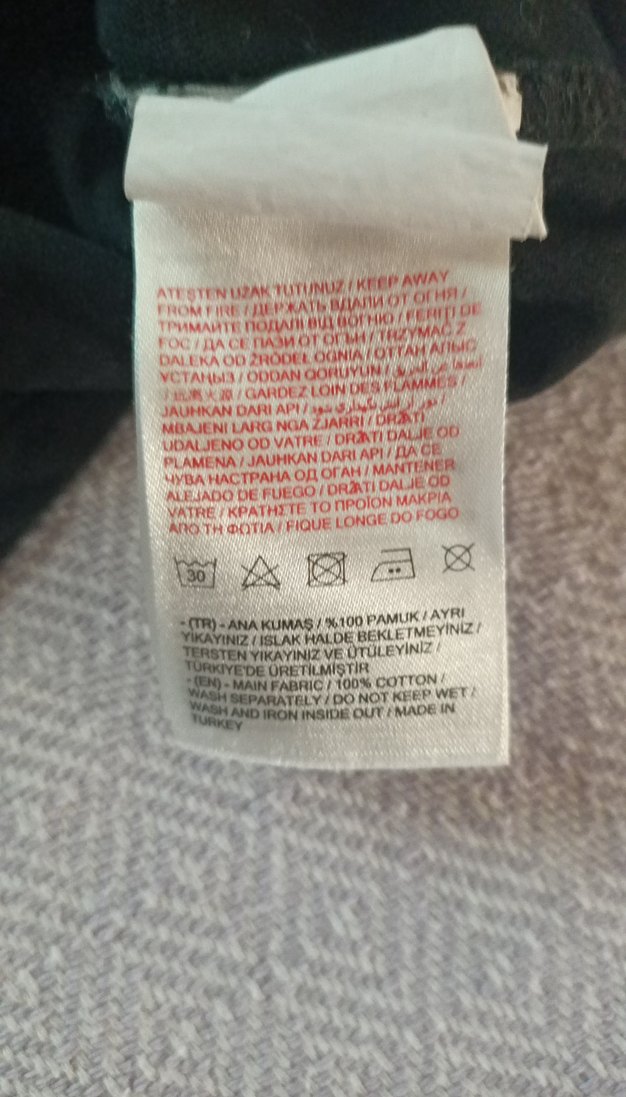 ATEŞTEN UZAK TUTUNUZ / KEEP AWAY
FROM FIRE / ДЕРЖАТЬ ВДАЛИ ОТ ОГНЯ /
ТРИМАЙТЕ ПОДАЛІ ВІД ВОГНЮ / FERIȚI DE
FOC / ДА СЕ ПАЗИ ОТ ОГЪН / TRZYMAĆ Z
DALEKA OD ŹRÓDEŁ OGNIA / ОТТАН АЛЫС
ҰСТАҢЫЗ / ODDAN QORUYUN /
/ 远离火源 / GARDEZ LOIN DES FLAMMES /
JAUHKAN DARI API /
MBAJENI LARG NGA ZJARRI / DRŽATI
UDALJENO OD VATRE / DRŽATI DALJE OD
PLAMENA / JAUHKAN DARI API / ДА СЕ
ЧУВА НАСТРАНА ОД ОГАН / MANTENER
ALEJADO DE FUEGO / DRŽATI DALJE OD
VATRE / ΚΡΑΤΗΣΤΕ ΤΟ ΠΡΟΪΟΝ ΜΑΚΡΙΑ
ΑΠΟ ΤΗ ΦΩΤΙΑ / FIQUE LONGE DO FOGO
30
- (TR) - ANA KUMAŞ / %100 PAMUK / AYRI
YIKAYINIZ / ISLAK HALDE BEKLETMEYİNİZ /
TERSTEN YIKAYINIZ VE ÜTÜLEYİNİZ /
TÜRKİYE'DE ÜRETİLMİŞTİR
- (EN) - MAIN FABRIC / 100% COTTON /
WASH SEPARATELY / DO NOT KEEP WET /
WASH AND IRON INSIDE OUT / MADE IN
TURKEY